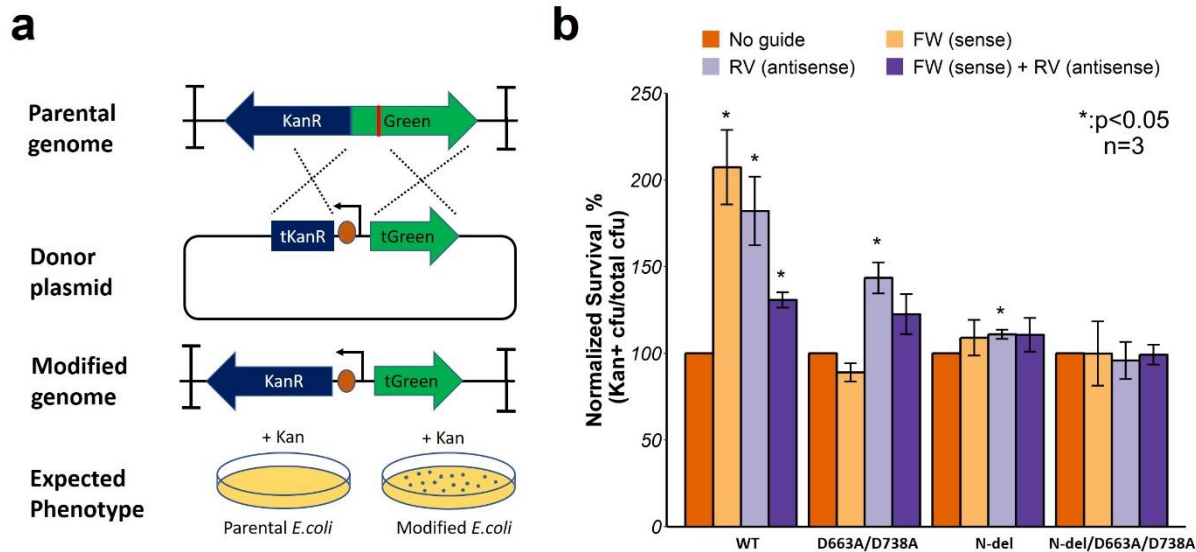 a
Parental
genome
KanR
Green
Donor
plasmid
tKanR
tGreen
Modified
genome
KanR
tGreen
Expected
Phenotype
+ Kan
+ Kan
Parental E.coli
Modified E.coli
b
No guide
FW (sense)
RV (antisense)
FW (sense) + RV (antisense)
*:p<0.05
n=3
Normalized Survival %
(Kan+ cfu/total cfu)
250
200
150
100
50
0
*
*
*
*
*
WT
D663A/D738A
N-del
N-del/D663A/D738A